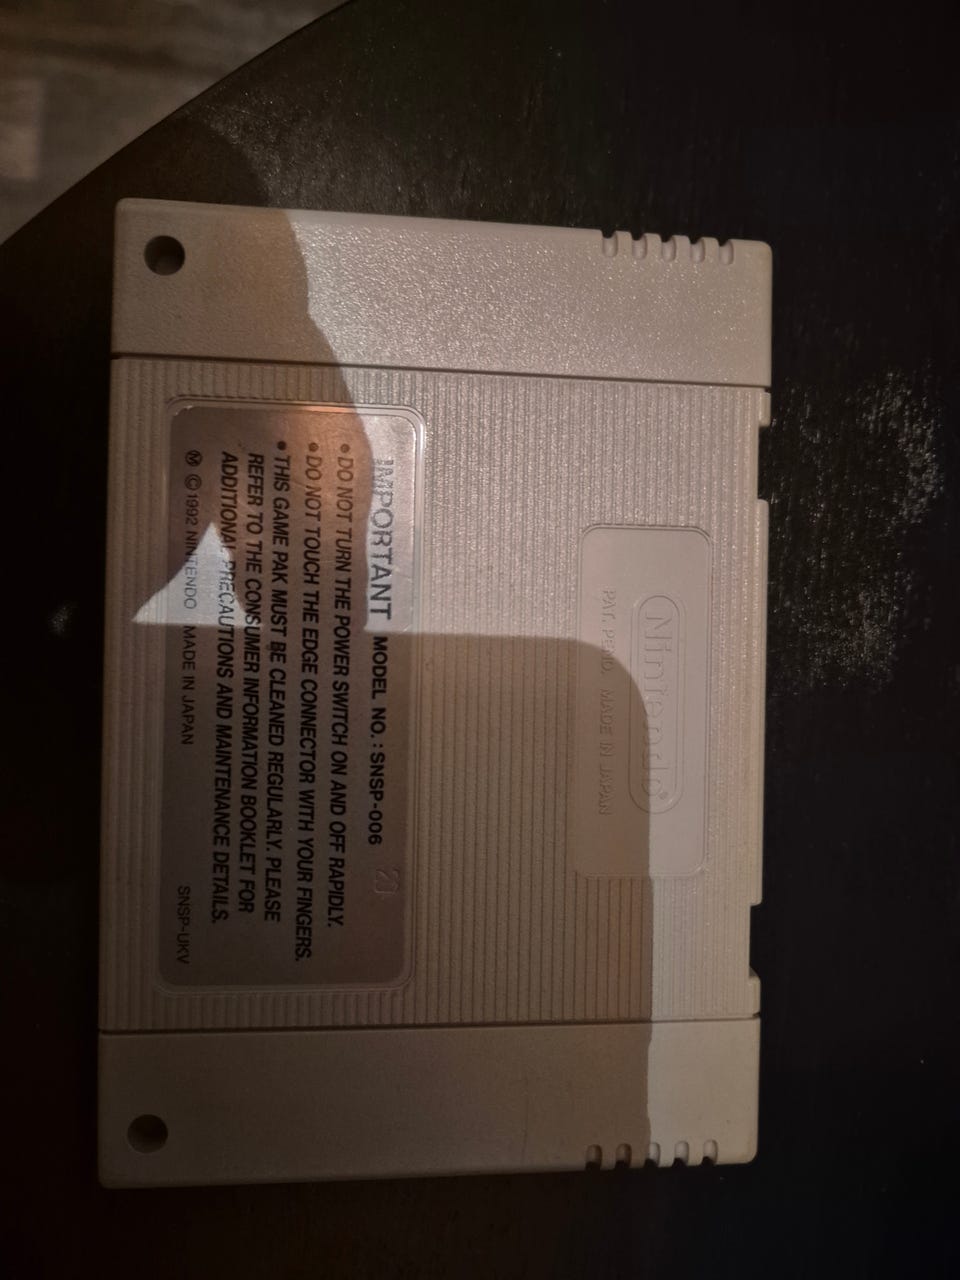 Nintendo®
PAT. PEND. MADE IN JAPAN
IMPORTANT MODEL NO. : SNSP-006 21
• DO NOT TURN THE POWER SWITCH ON AND OFF RAPIDLY.
• DO NOT TOUCH THE EDGE CONNECTOR WITH YOUR FINGERS.
• THIS GAME PAK MUST BE CLEANED REGULARLY. PLEASE
REFER TO THE CONSUMER INFORMATION BOOKLET FOR
ADDITIONAL PRECAUTIONS AND MAINTENANCE DETAILS.
Ⓜ ©1992 NINTENDO MADE IN JAPAN SNSP-UKV